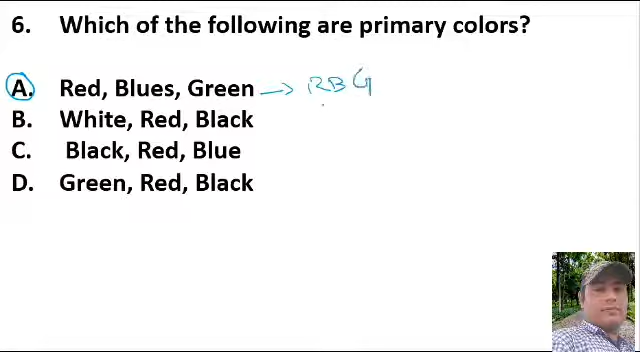 6. Which of the following are primary colors?
A. Red, Blues, Green → RBG
B. White, Red, Black
C. Black, Red, Blue
D. Green, Red, Black